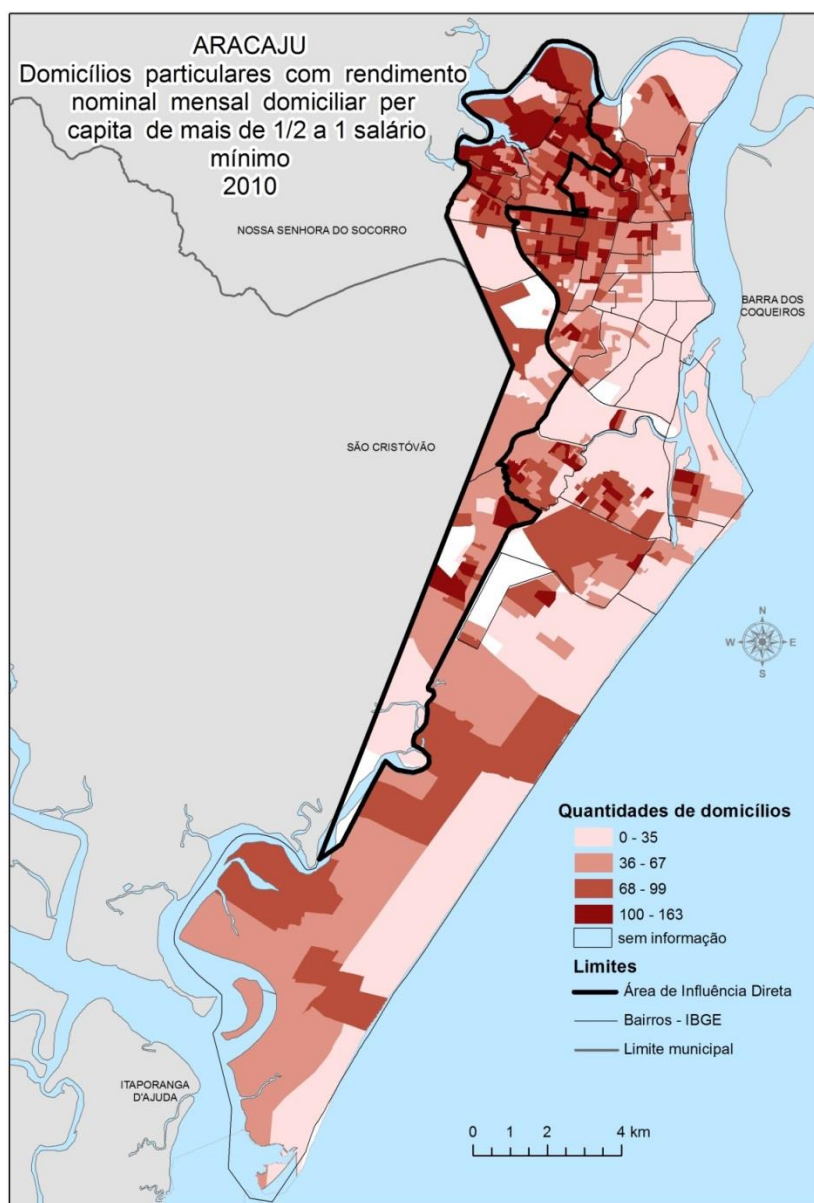 ARACAJU
Domicílios particulares com rendimento
nominal mensal domiciliar per
capita de mais de 1/2 a 1 salário
mínimo
2010
NOSSA SENHORA DO SOCORRO
BARRA DOS
COQUEIROS
SÃO CRISTÓVÃO
N
W
E
S
Quantidades de domicílios
0 - 35
36 - 67
68 - 99
100 - 163
sem informação
Limites
Área de Influência Direta
Bairros - IBGE
Limite municipal
ITAPORANGA
D'AJUDA
0 1 2 4 km